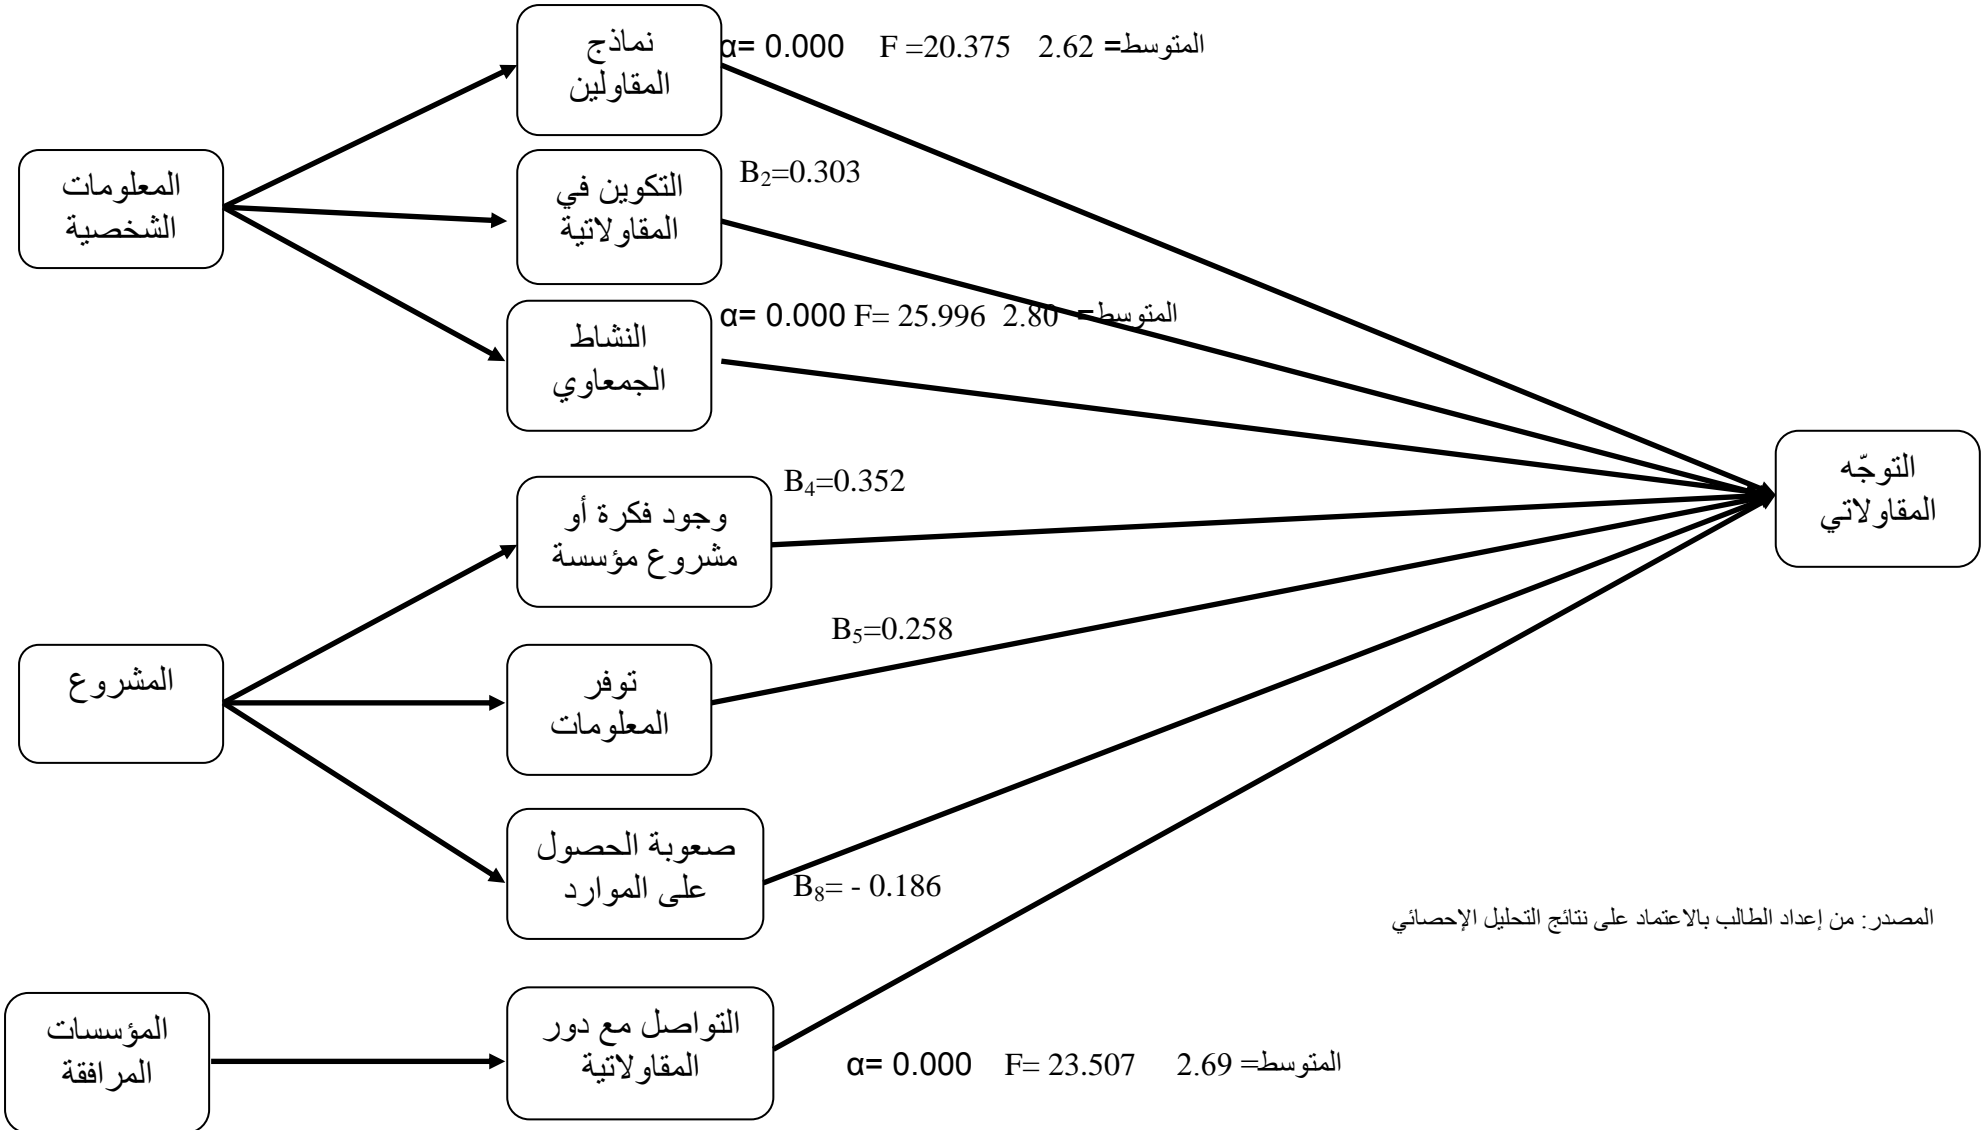 نماذج
المقاولين
α= 0.000 F =20.375 2.62 =المتوسط
المعلومات
الشخصية
التكوين في
المقاولاتية
B₂=0.303
النشاط
الجمعاوي
α= 0.000 F= 25.996 2.80 =المتوسط
التوجّه
المقاولاتي
وجود فكرة أو
مشروع مؤسسة
B₄=0.352
المشروع
توفر
المعلومات
B₅=0.258
صعوبة الحصول
على الموارد
B₈= - 0.186
المصدر: من إعداد الطالب بالاعتماد على نتائج التحليل الإحصائي
المؤسسات
المرافقة
التواصل مع دور
المقاولاتية
α= 0.000 F= 23.507 2.69 =المتوسط